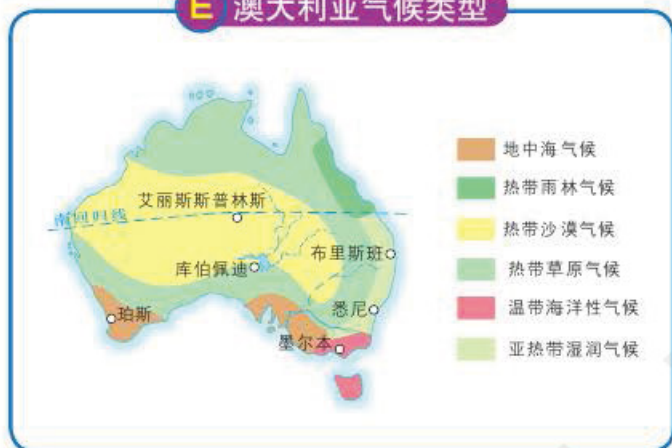 E 澳大利亚气候类型
地中海气候
热带雨林气候
艾丽斯斯普林斯
南回归线
热带沙漠气候
布里斯班
库伯佩迪
热带草原气候
珀斯
悉尼
温带海洋性气候
墨尔本
亚热带湿润气候